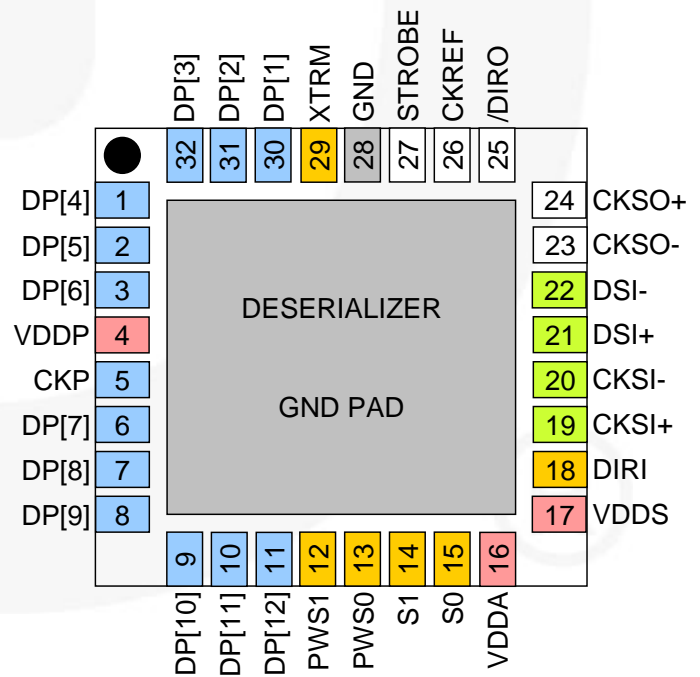 DP[3] DP[2] DP[1] XTRM GND STROBE CKREF /DIRO
32 31 30 29 28 27 26 25
DP[4] 1
DP[5] 2
DP[6] 3
VDDP 4
CKP 5
DP[7] 6
DP[8] 7
DP[9] 8
DESERIALIZER
GND PAD
24 CKSO+
23 CKSO-
22 DSI-
21 DSI+
20 CKSI-
19 CKSI+
18 DIRI
17 VDDS
9 10 11 12 13 14 15 16
DP[10] DP[11] DP[12] PWS1 PWS0 S1 S0 VDDA